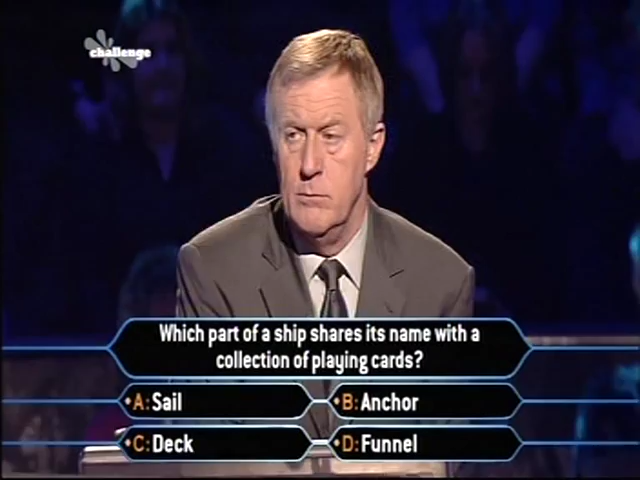 challenge
Which part of a ship shares its name with a
collection of playing cards?
A: Sail
B: Anchor
C: Deck
D: Funnel